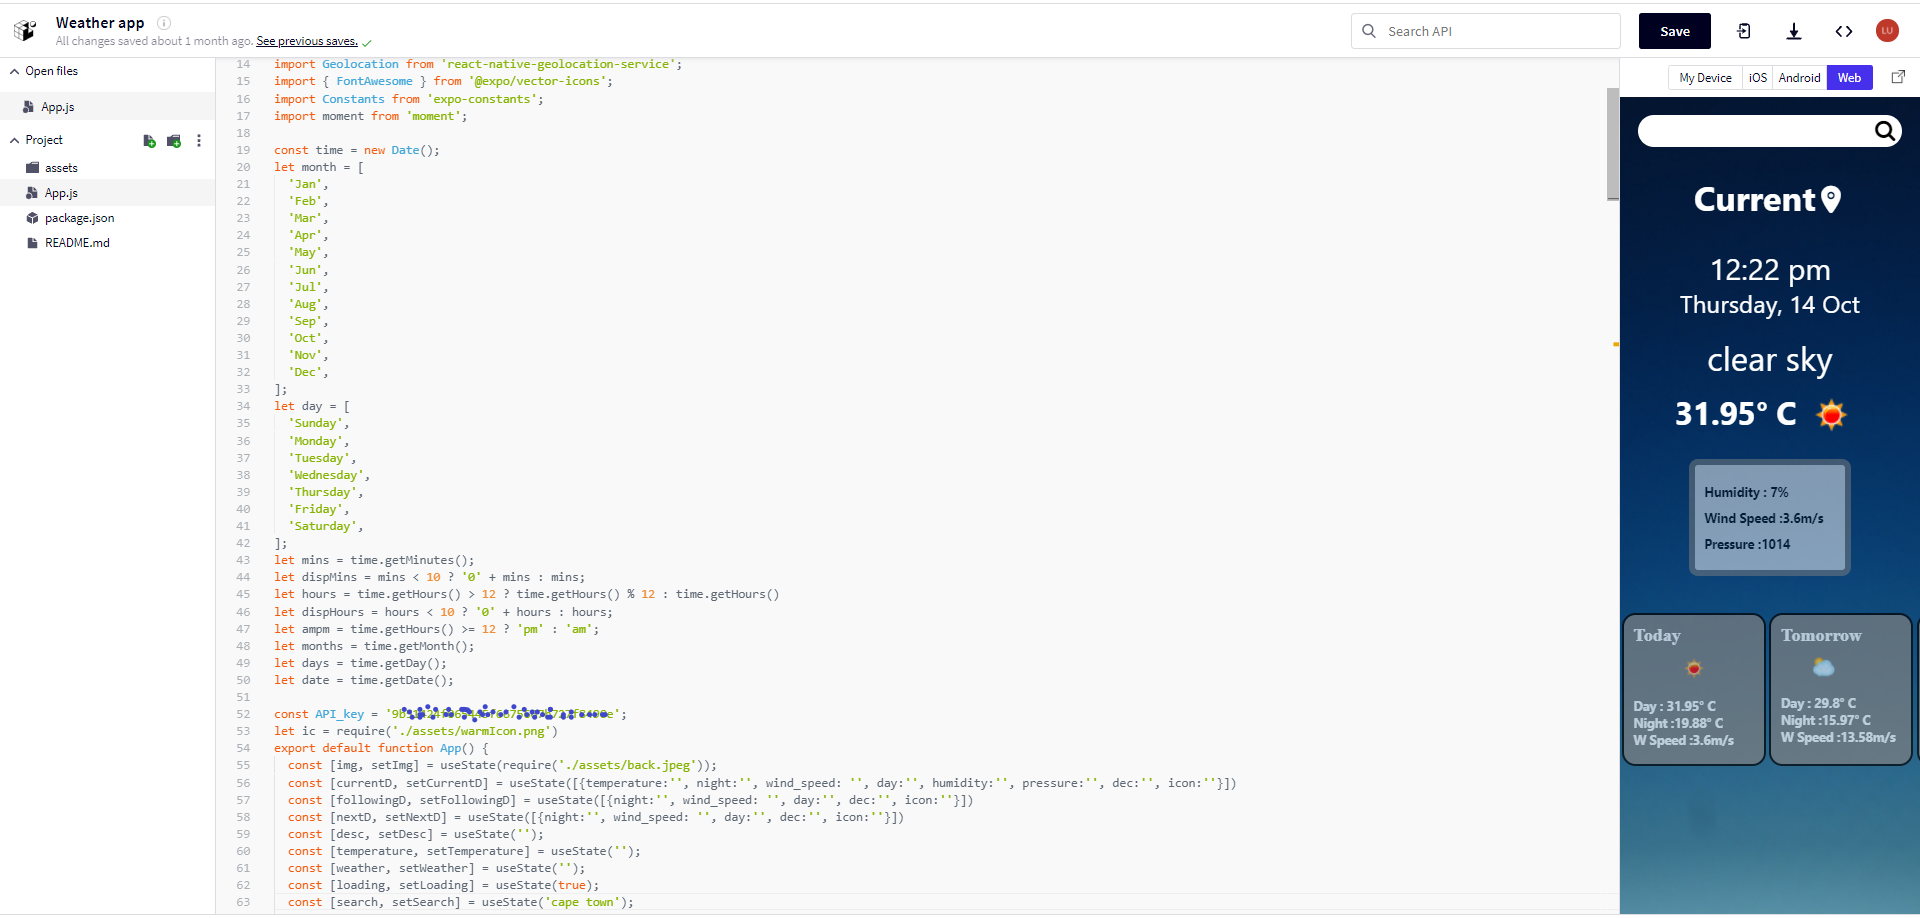 Weather app
All changes saved about 1 month ago. See previous saves.
Search API
Save
LU
Open files
App.js
Project
assets
App.js
package.json
README.md
14 import Geolocation from 'react-native-geolocation-service';
15 import { FontAwesome } from '@expo/vector-icons';
16 import Constants from 'expo-constants';
17 import moment from 'moment';
18
19 const time = new Date();
20 let month = [
21 'Jan',
22 'Feb',
23 'Mar',
24 'Apr',
25 'May',
26 'Jun',
27 'Jul',
28 'Aug',
29 'Sep',
30 'Oct',
31 'Nov',
32 'Dec',
33 ];
34 let day = [
35 'Sunday',
36 'Monday',
37 'Tuesday',
38 'Wednesday',
39 'Thursday',
40 'Friday',
41 'Saturday',
42 ];
43 let mins = time.getMinutes();
44 let dispMins = mins < 10 ? '0' + mins : mins;
45 let hours = time.getHours() > 12 ? time.getHours() % 12 : time.getHours()
46 let dispHours = hours < 10 ? '0' + hours : hours;
47 let ampm = time.getHours() >= 12 ? 'pm' : 'am';
48 let months = time.getMonth();
49 let days = time.getDay();
50 let date = time.getDate();
51
52 const API_key = '';
53 let ic = require('./assets/warmIcon.png')
54 export default function App() {
55 const [img, setImg] = useState(require('./assets/back.jpeg'));
56 const [currentD, setCurrentD] = useState([{temperature:'', night:'', wind_speed: '', day:'', humidity:'', pressure:'', dec:'', icon:''}])
57 const [followingD, setFollowingD] = useState([{night:'', wind_speed: '', day:'', dec:'', icon:''}])
58 const [nextD, setNextD] = useState([{night:'', wind_speed: '', day:'', dec:'', icon:''}])
59 const [desc, setDesc] = useState('');
60 const [temperature, setTemperature] = useState('');
61 const [weather, setWeather] = useState('');
62 const [loading, setLoading] = useState(true);
63 const [search, setSearch] = useState('cape town');
My Device iOS Android Web
Current
12:22 pm
Thursday, 14 Oct
clear sky
31.95° C
Humidity : 7%
Wind Speed :3.6m/s
Pressure :1014
Today
Day : 31.95° C
Night :19.88° C
W Speed :3.6m/s
Tomorrow
Day : 29.8° C
Night :15.97° C
W Speed :13.58m/s